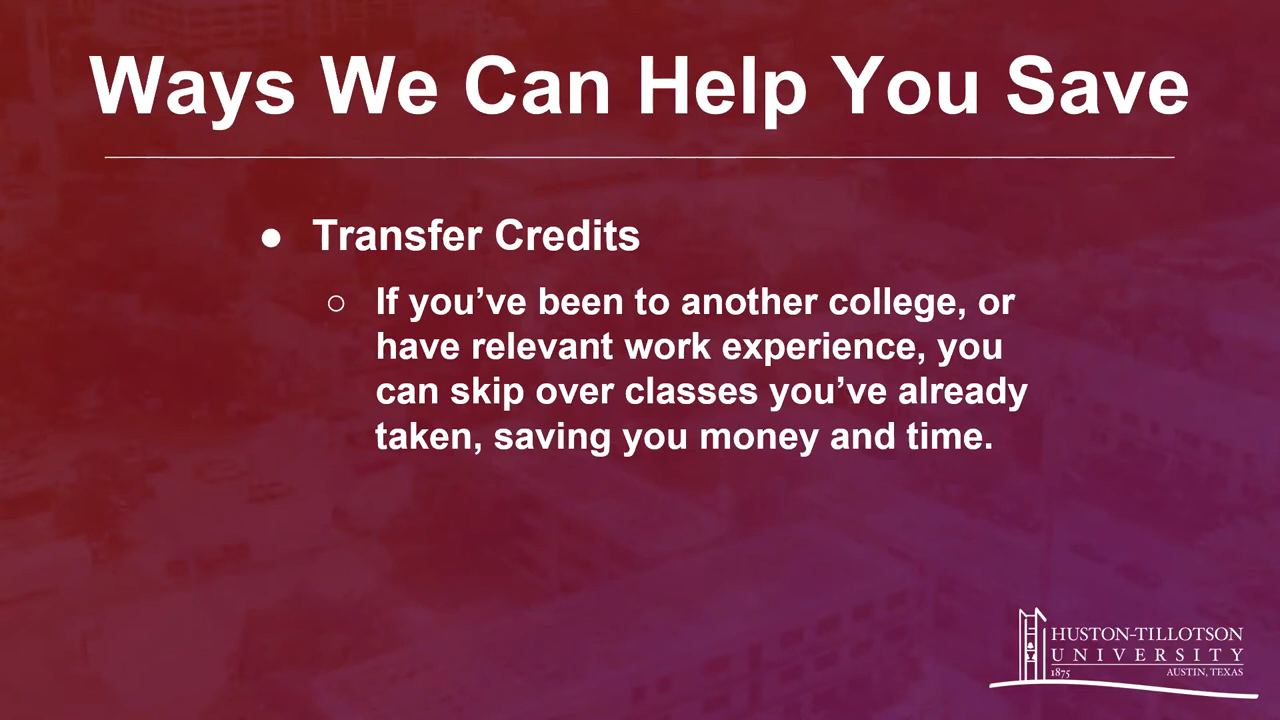 Ways We Can Help You Save
● Transfer Credits
○ If you’ve been to another college, or
have relevant work experience, you
can skip over classes you’ve already
taken, saving you money and time.
HUSTON-TILLOTSON
UNIVERSITY
1875 AUSTIN, TEXAS